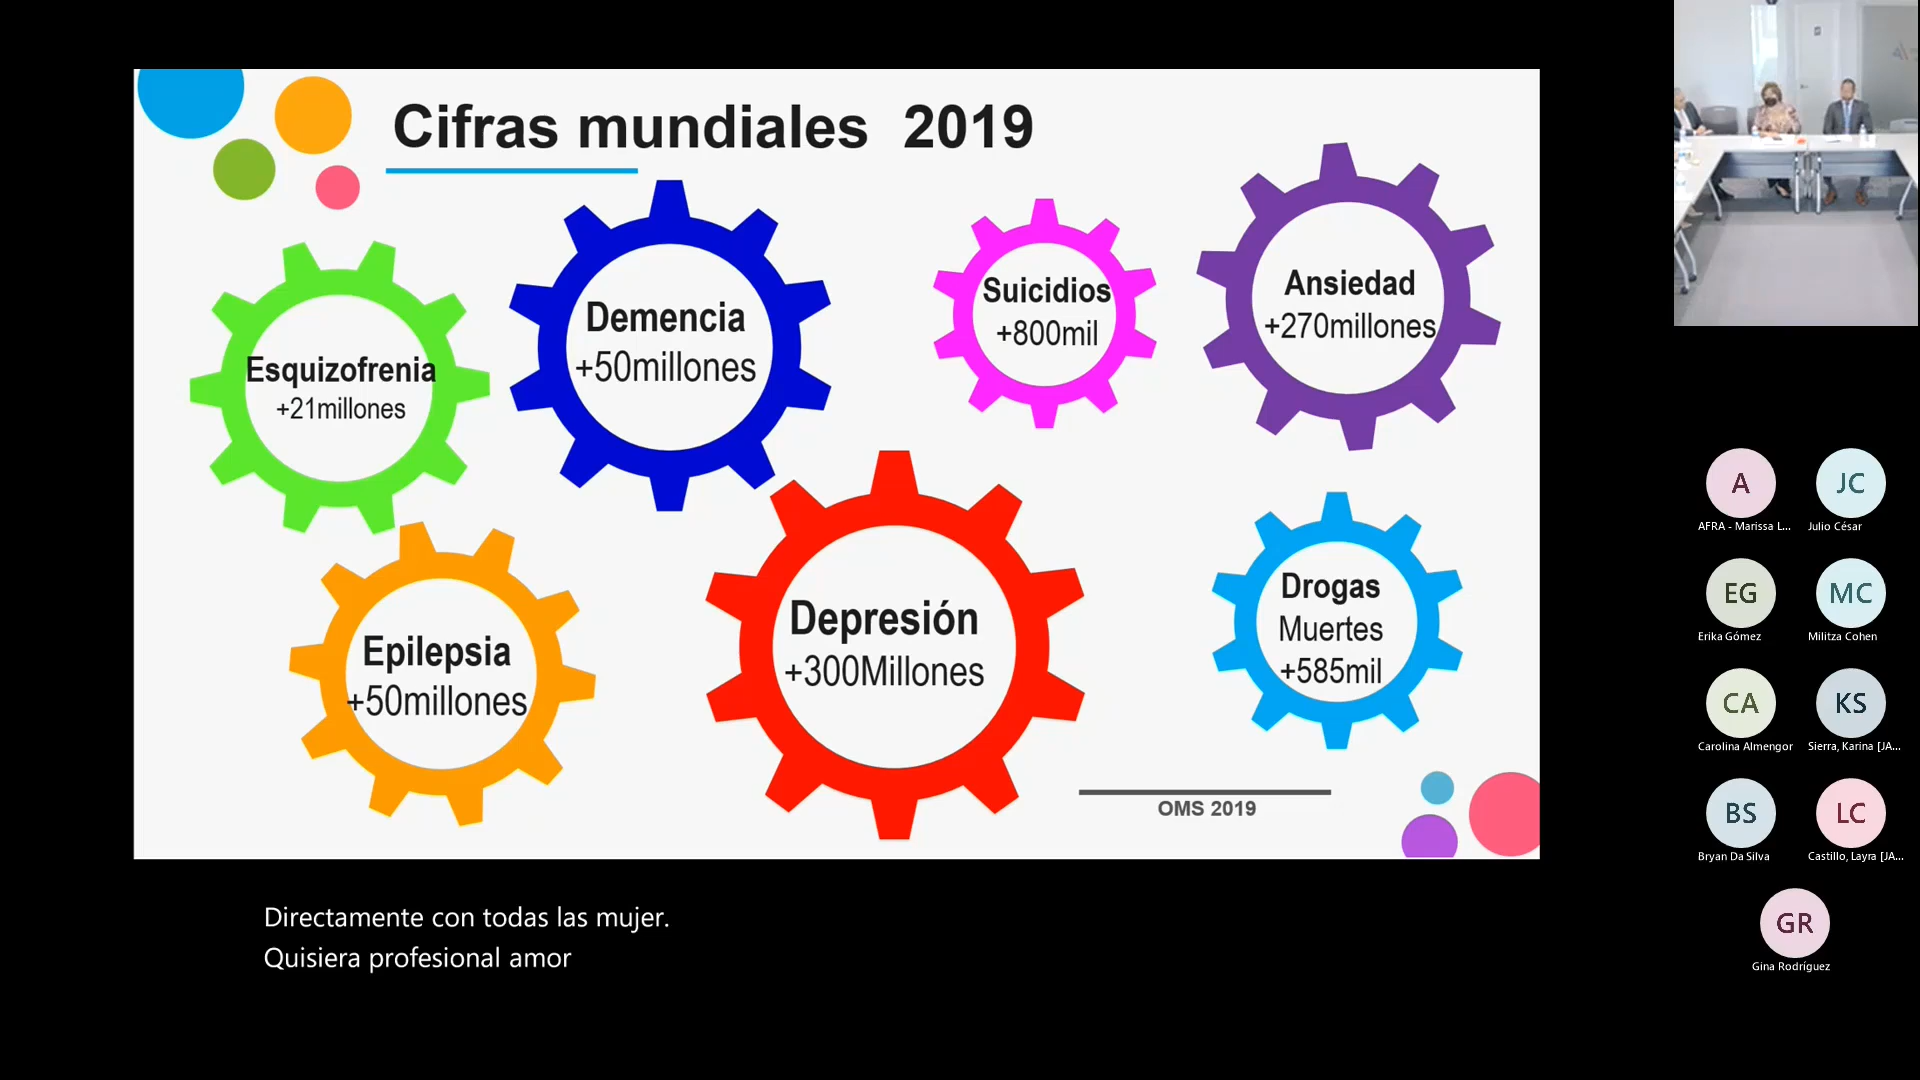 Cifras mundiales 2019
Esquizofrenia
+21millones
Demencia
+50millones
Suicidios
+800mil
Ansiedad
+270millones
Epilepsia
+50millones
Depresión
+300Millones
Drogas
Muertes
+585mil
OMS 2019
Directamente con todas las mujer.
Quisiera profesional amor
A
AFRA - Marissa L...
JC
Julio César
EG
Erika Gómez
MC
Militza Cohen
CA
Carolina Almengor
KS
Sierra, Karina [JA...
BS
Bryan Da Silva
LC
Castillo, Layra [JA...
GR
Gina Rodríguez